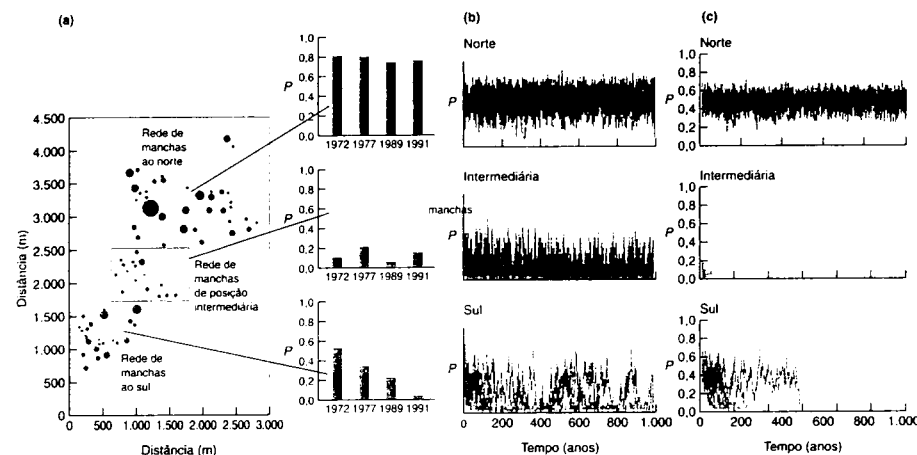 (a)
Distância (m)
4.500
4.000
3.500
3.000
2.500
2.000
1.500
1.000
500
0
0 500 1.000 1.500 2.000 2.500 3.000
Distância (m)
Rede de
manchas
ao norte
Rede de
manchas
de posição
intermediária
Rede de
manchas
ao sul
P
1,0
0,8
0,6
0,4
0,2
0
1972 1977 1989 1991
P
1,0
0,8
0,6
0,4
0,2
0
1972 1977 1989 1991
P
1,0
0,8
0,6
0,4
0,2
0
1972 1977 1989 1991
(b)
Norte
P
Intermediária
manchas
P
Sul
P
0 200 400 600 800 1.000
Tempo (anos)
(c)
Norte
P
1,0
0,8
0,6
0,4
0,2
0,0
Intermediária
P
1,0
0,8
0,6
0,4
0,2
0,0
Sul
P
1,0
0,8
0,6
0,4
0,2
0,0
0 200 400 600 800 1.000
Tempo (anos)